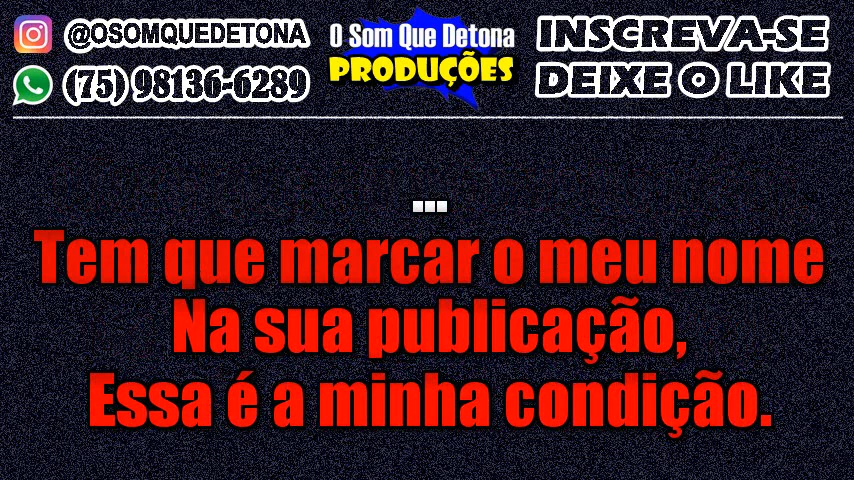 @OSOMQUEDETONA
(75) 98136-6289
O Som Que Detona
PRODUÇÕES
INSCREVA-SE
DEIXE O LIKE
...
Tem que marcar o meu nome
Na sua publicação,
Essa é a minha condição.